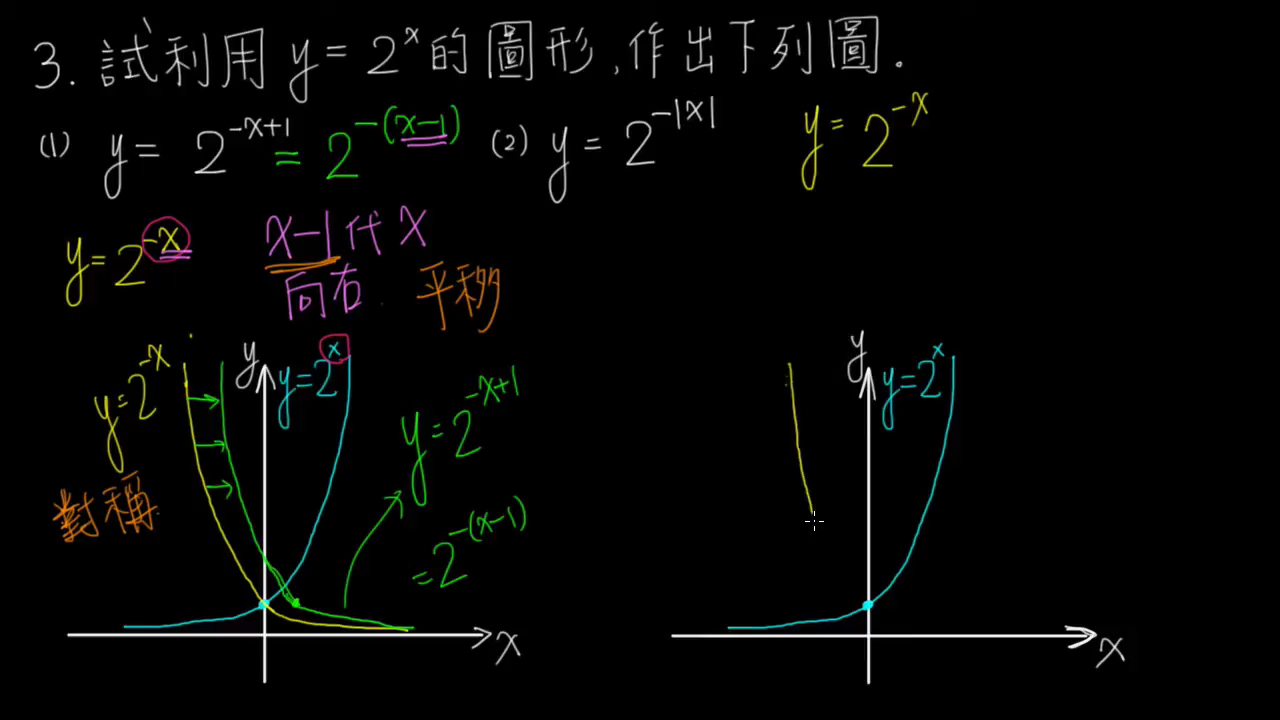 3. 試利用 y = 2^x 的圖形, 作出下列圖.
(1) y = 2^{-x+1} = 2^{-(x-1)} (2) y = 2^{-|x|} y = 2^{-x}
y = 2^{-x} x-1 代 x
向右 平移
y = 2^{-x} y y = 2^x y = 2^{-x+1} y y = 2^x
對稱 = 2^{-(x-1)}
x x